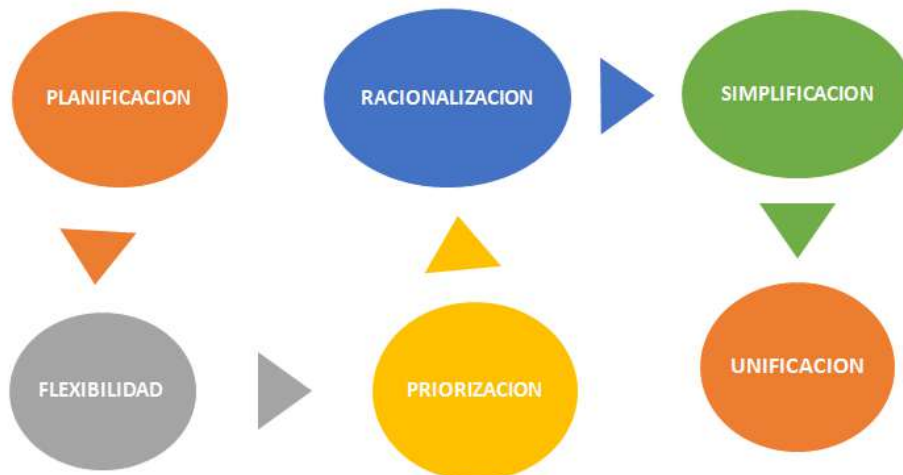 PLANIFICACION
FLEXIBILIDAD
PRIORIZACION
RACIONALIZACION
SIMPLIFICACION
UNIFICACION